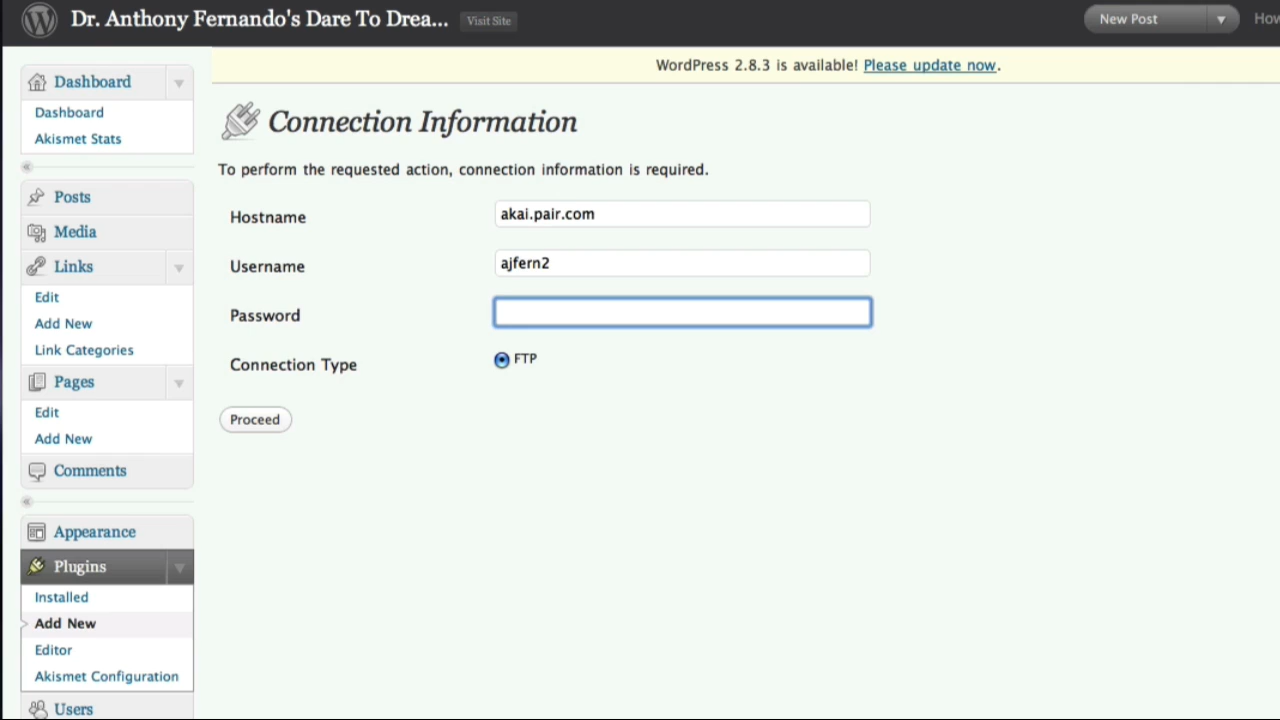 Dr. Anthony Fernando's Dare To Drea...
Visit Site
New Post
How
WordPress 2.8.3 is available! Please update now.
Dashboard
Dashboard
Akismet Stats
Posts
Media
Links
Edit
Add New
Link Categories
Pages
Edit
Add New
Comments
Appearance
Plugins
Installed
Add New
Editor
Akismet Configuration
Users
Connection Information
To perform the requested action, connection information is required.
Hostname akai.pair.com
Username ajfern2
Password
Connection Type FTP
Proceed